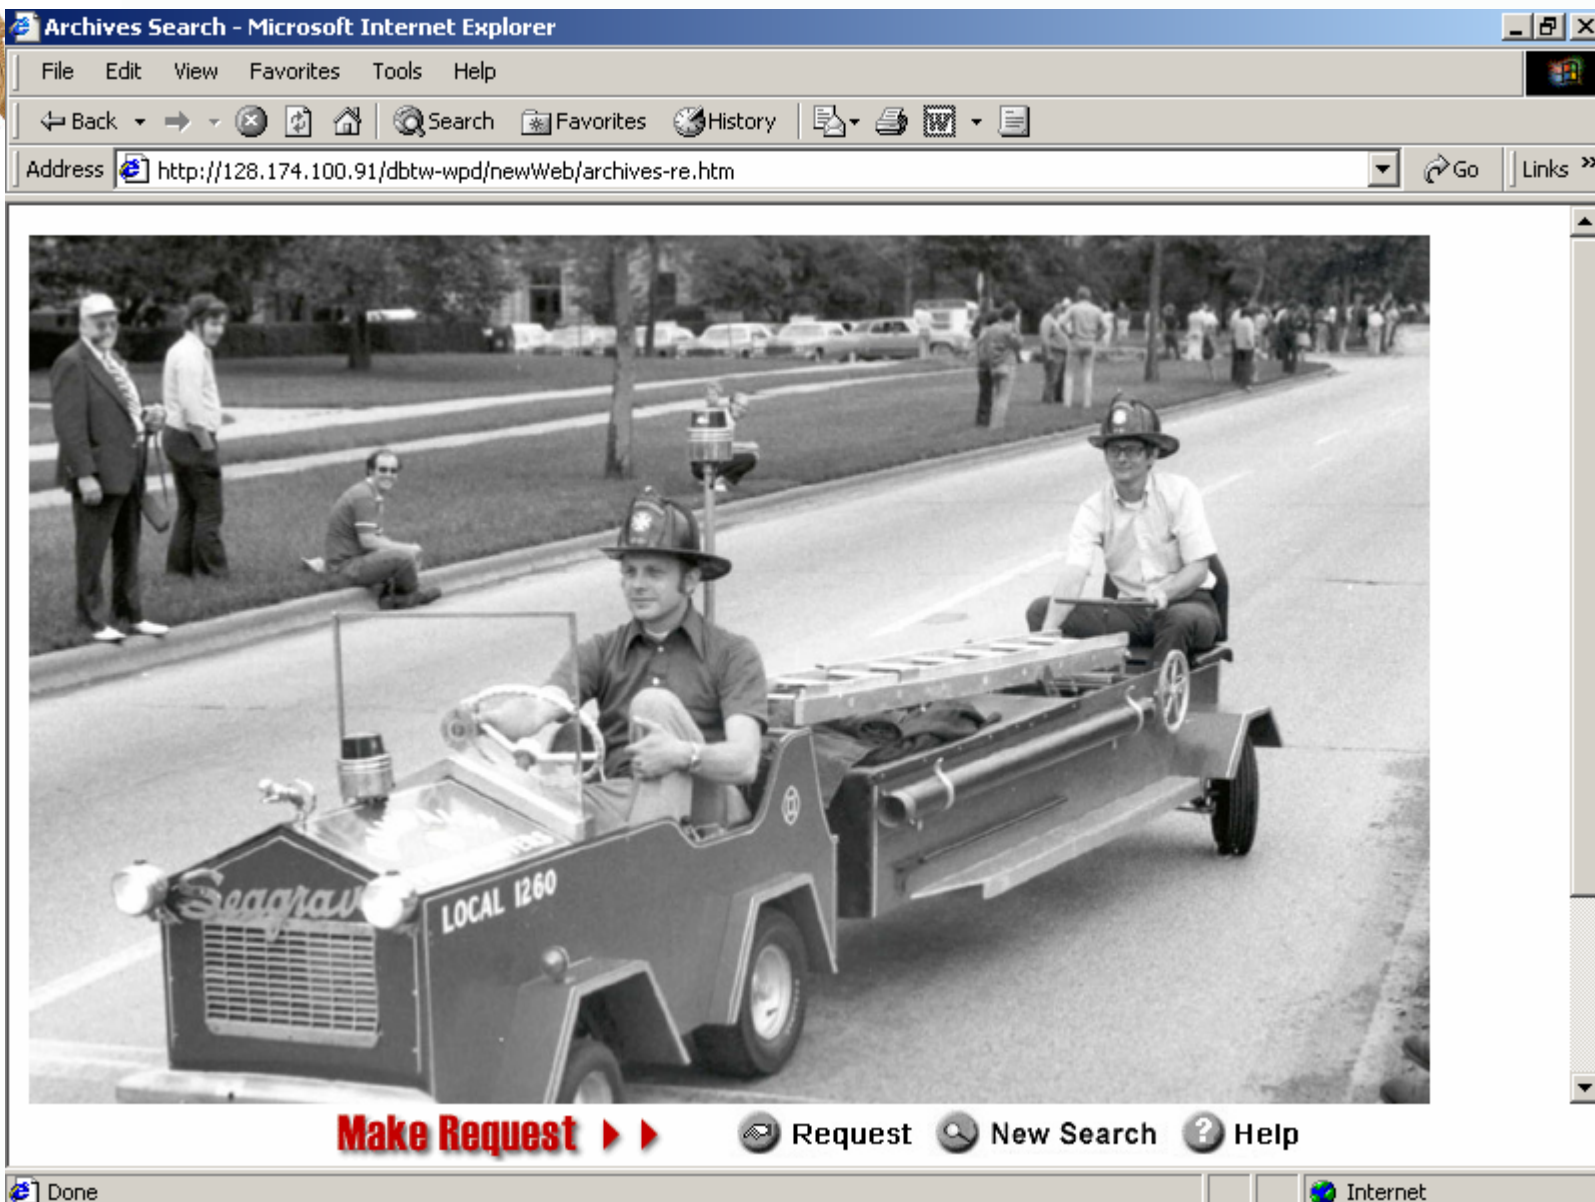 Archives Search - Microsoft Internet Explorer
File Edit View Favorites Tools Help
Back Search Favorites History
Address http://128.174.100.91/dbtw-wpd/newWeb/archives-re.htm Go Links »
Seagrav
LOCAL 1260
Make Request Request New Search Help
Done Internet